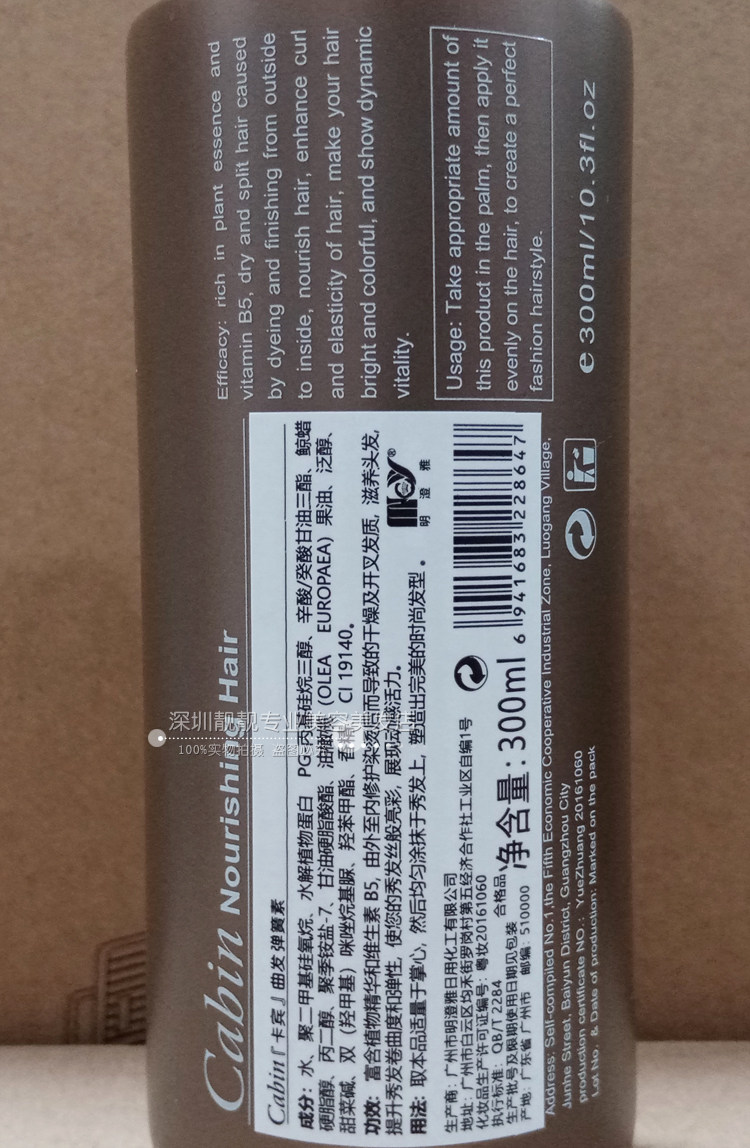 Cabin Nourishing Hair
Efficacy: rich in plant essence and
vitamin B5, dry and split hair caused
by dyeing and finishing from outside
to inside, nourish hair, enhance curl
and elasticity of hair, make your hair
bright and colorful, and show dynamic
vitality.
Usage: Take appropriate amount of
this product in the palm, then apply it
evenly on the hair, to create a perfect
fashion hairstyle.
e 300ml/10.3fl.oz
Cabin『卡宾』曲发 弹簧素
成分: 水、聚二甲基硅氧烷、水解植物蛋白 PG-丙基硅烷三醇、辛酸/癸酸甘油三酯、鲸蜡
硬脂醇、丙二醇、聚季铵盐-7、甘油硬脂酸酯、油橄榄 (OLEA EUROPAEA) 果油、泛醇、
甜菜碱、双（羟甲基）咪唑烷基脲、羟苯甲酯、香精、CI 19140。
功效: 富含植物精华和维生素 B5, 由外至内修护染烫后而导致的干燥及开叉发质, 滋养头发,
提升秀发卷曲度和弹性, 使您的秀发丝般亮彩, 展现动感活力。
用法: 取本品适量于掌心, 然后均匀涂抹于秀发上, 塑造出完美的时尚发型。
明澄雅
生产商: 广州市明澄雅日用化工有限公司
地址: 广州市白云区均禾街罗岗村第五经济合作社工业区自编1号
化妆品生产许可证编号: 粤妆20161060
执行标准: QB/T 2284 合格品
生产批号及限期使用日期见包装
产地: 广东省广州市 邮编: 510000
净含量: 300ml
6 941683 228647
Address: Self-compiled No.1,the Fifth Economic Cooperative Industrial Zone, Luogang Village,
Junhe Street, Baiyun District, Guangzhou City
production certificate NO.: YueZhuang 20161060
Lot No. & Date of production: Marked on the pack
深圳靓靓专业美容美发店
100%实物拍摄 盗图